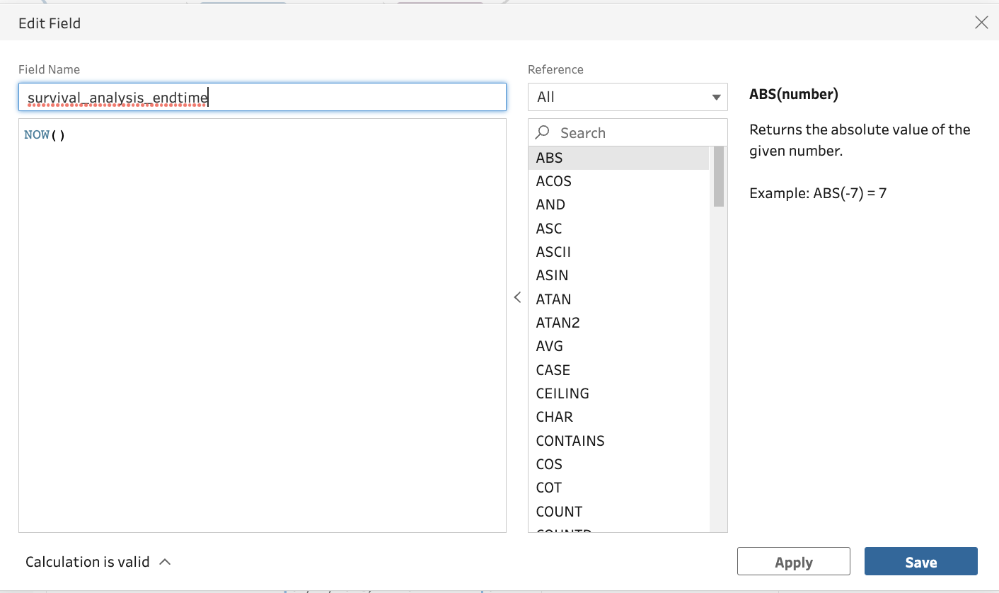 Edit Field
Field Name
survival_analysis_endtime
NOW()
Reference
All
Search
ABS
ACOS
AND
ASC
ASCII
ASIN
ATAN
ATAN2
AVG
CASE
CEILING
CHAR
CONTAINS
COS
COT
COUNT
COUNTD
ABS(number)
Returns the absolute value of the
given number.
Example: ABS(-7) = 7
Calculation is valid
Apply
Save